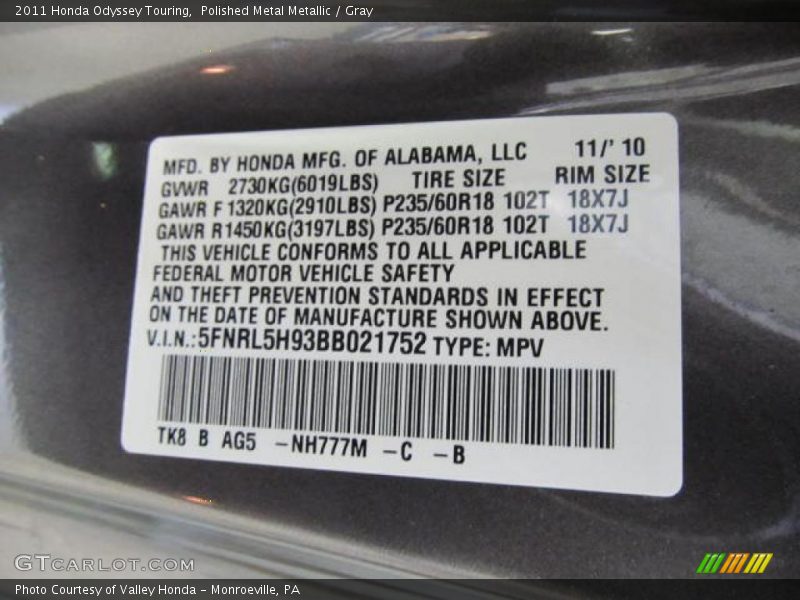 2011 Honda Odyssey Touring, Polished Metal Metallic / Gray
MFD. BY HONDA MFG. OF ALABAMA, LLC 11/' 10
GVWR 2730KG(6019LBS) TIRE SIZE RIM SIZE
GAWR F 1320KG(2910LBS) P235/60R18 102T 18X7J
GAWR R1450KG(3197LBS) P235/60R18 102T 18X7J
THIS VEHICLE CONFORMS TO ALL APPLICABLE
FEDERAL MOTOR VEHICLE SAFETY
AND THEFT PREVENTION STANDARDS IN EFFECT
ON THE DATE OF MANUFACTURE SHOWN ABOVE.
V.I.N.:5FNRL5H93BB021752 TYPE: MPV
TK8 B AG5 -NH777M -C -B
GTCARLOT.COM
Photo Courtesy of Valley Honda - Monroeville, PA